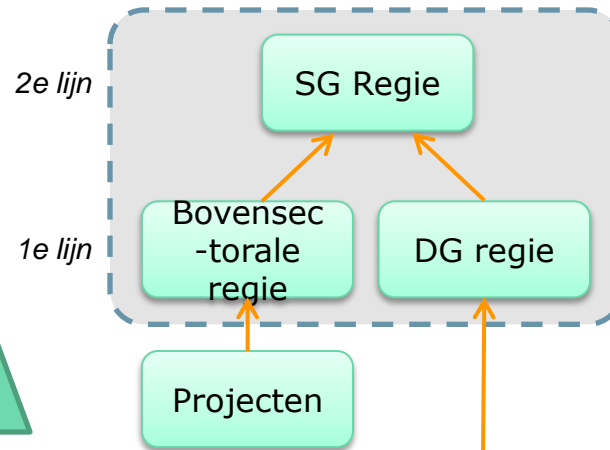 2e lijn
SG Regie
1e lijn
Bovensec
-torale
regie
DG regie
Projecten